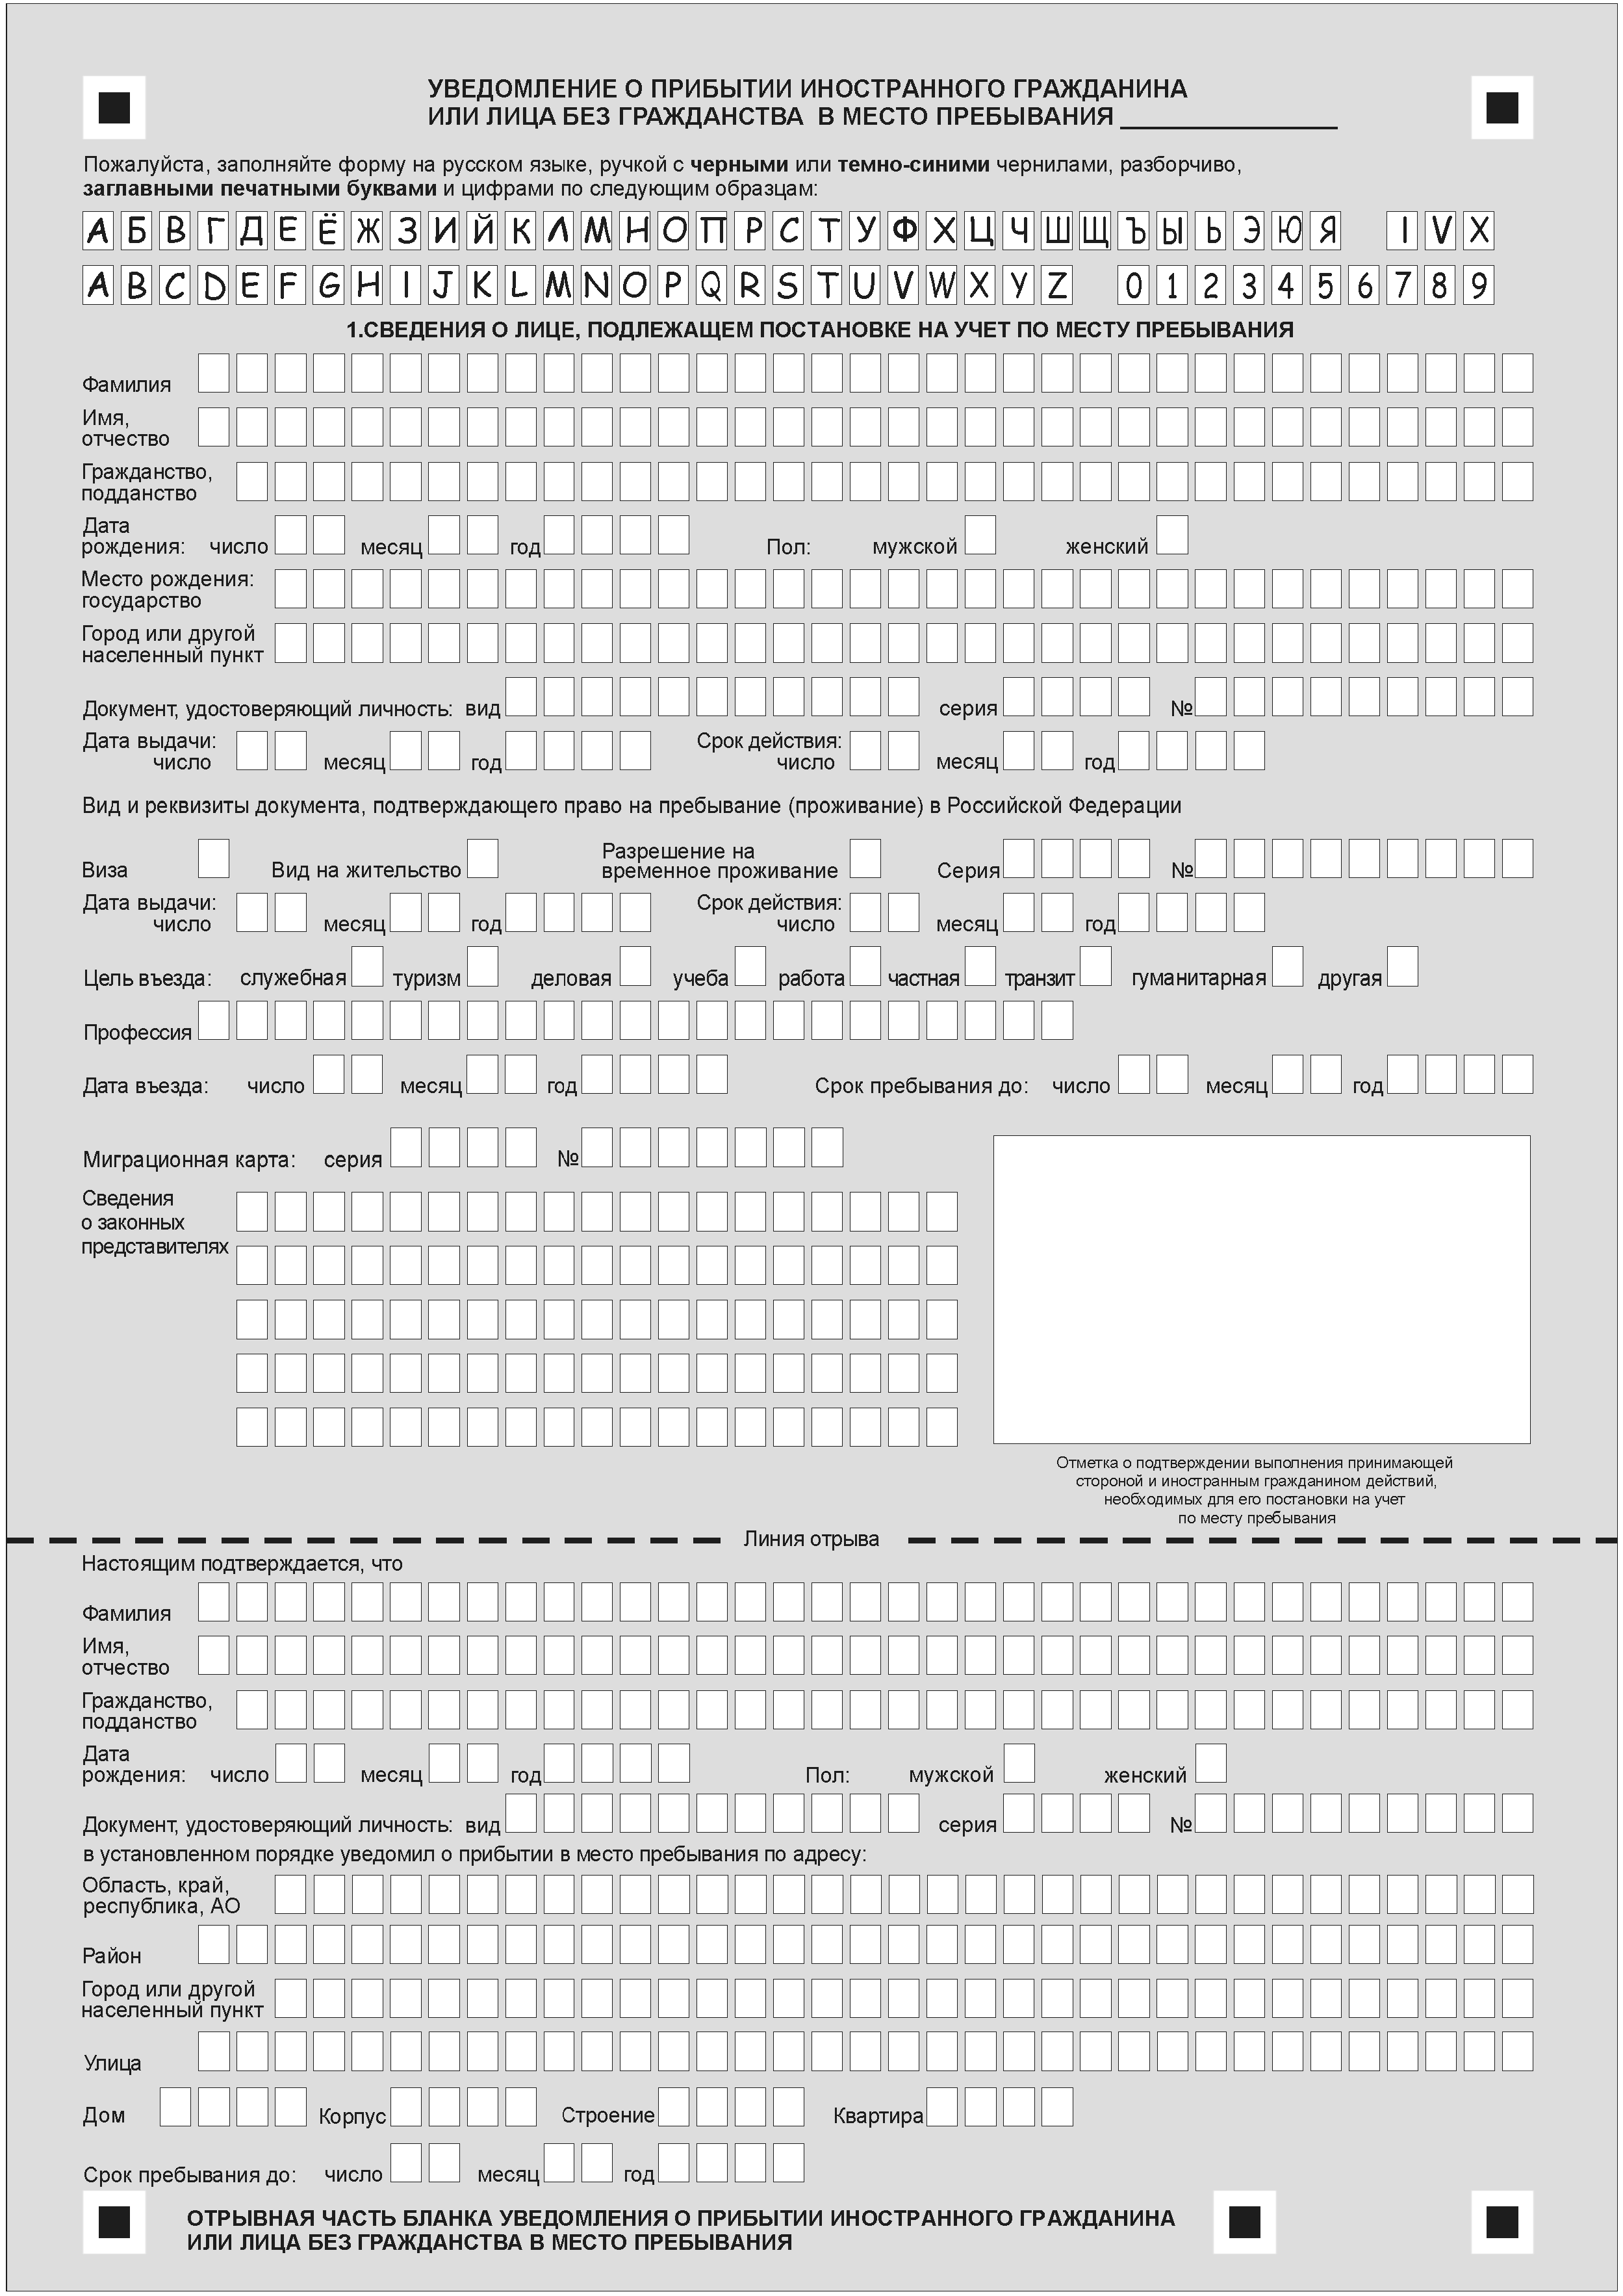 УВЕДОМЛЕНИЕ О ПРИБЫТИИ ИНОСТРАННОГО ГРАЖДАНИНА
ИЛИ ЛИЦА БЕЗ ГРАЖДАНСТВА В МЕСТО ПРЕБЫВАНИЯ
Пожалуйста, заполняйте форму на русском языке, ручкой с черными или темно-синими чернилами, разборчиво,
заглавными печатными буквами и цифрами по следующим образцам:
А Б В Г Д Е Ё Ж З И Й К Л М Н О П Р С Т У Ф Х Ц Ч Ш Щ Ъ Ы Ь Э Ю Я I V X
A B C D E F G H I J K L M N O P Q R S T U V W X Y Z 0 1 2 3 4 5 6 7 8 9
1.СВЕДЕНИЯ О ЛИЦЕ, ПОДЛЕЖАЩЕМ ПОСТАНОВКЕ НА УЧЕТ ПО МЕСТУ ПРЕБЫВАНИЯ
Фамилия
Имя,
отчество
Гражданство,
подданство
Дата
рождения: число месяц год Пол: мужской женский
Место рождения:
государство
Город или другой
населенный пункт
Документ, удостоверяющий личность: вид серия №
Дата выдачи: Срок действия:
число месяц год число месяц год
Вид и реквизиты документа, подтверждающего право на пребывание (проживание) в Российской Федерации
Разрешение на
Виза Вид на жительство временное проживание Серия №
Дата выдачи: Срок действия:
число месяц год число месяц год
Цель въезда: служебная туризм деловая учеба работа частная транзит гуманитарная другая
Профессия
Дата въезда: число месяц год Срок пребывания до: число месяц год
Миграционная карта: серия №
Сведения
о законных
представителях
Отметка о подтверждении выполнения принимающей
стороной и иностранным гражданином действий,
необходимых для его постановки на учет
по месту пребывания
Линия отрыва
Настоящим подтверждается, что
Фамилия
Имя,
отчество
Гражданство,
подданство
Дата
рождения: число месяц год Пол: мужской женский
Документ, удостоверяющий личность: вид серия №
в установленном порядке уведомил о прибытии в место пребывания по адресу:
Область, край,
республика, АО
Район
Город или другой
населенный пункт
Улица
Дом Корпус Строение Квартира
Срок пребывания до: число месяц год
ОТРЫВНАЯ ЧАСТЬ БЛАНКА УВЕДОМЛЕНИЯ О ПРИБЫТИИ ИНОСТРАННОГО ГРАЖДАНИНА
ИЛИ ЛИЦА БЕЗ ГРАЖДАНСТВА В МЕСТО ПРЕБЫВАНИЯ